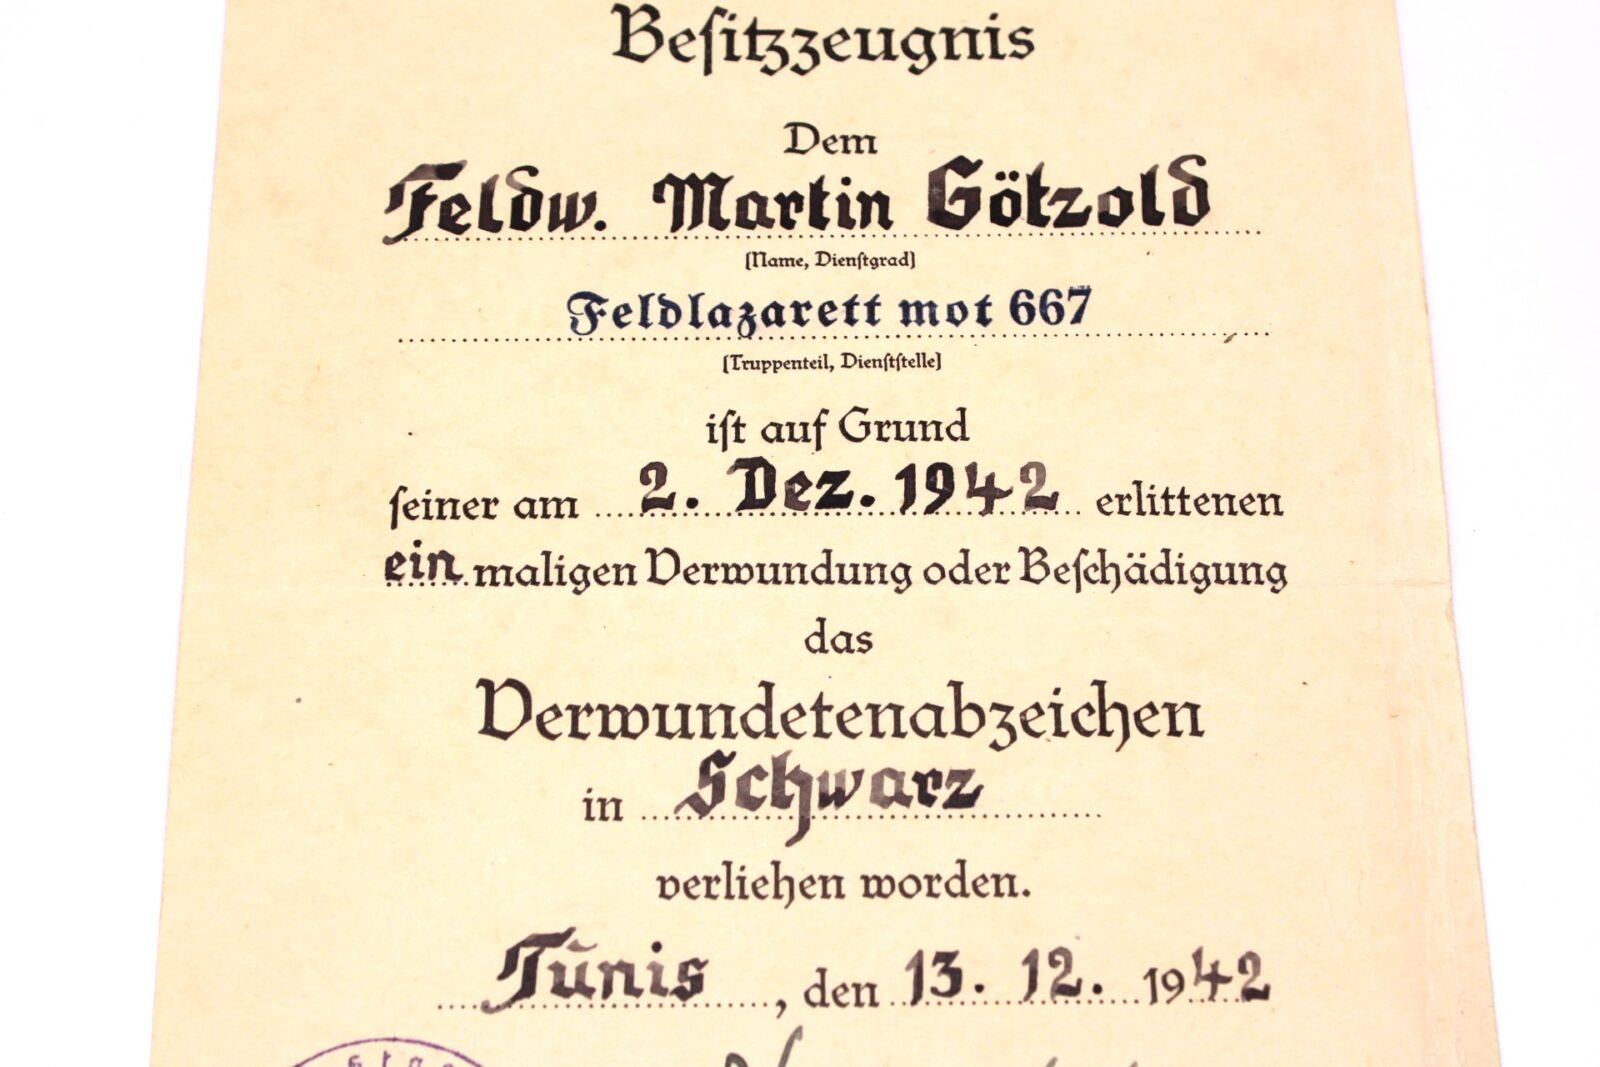 Besitzzeugnis
Dem
Feldw. Martin Götzold
(Name, Dienstgrad)
Feldlazarett mot 667
(Truppenteil, Dienststelle)
ist auf Grund
seiner am 2. Dez. 1942 erlittenen
ein maligen Verwundung oder Beschädigung
das
Verwundetenabzeichen
in Schwarz
verliehen worden.
Tunis, den 13. 12. 1942